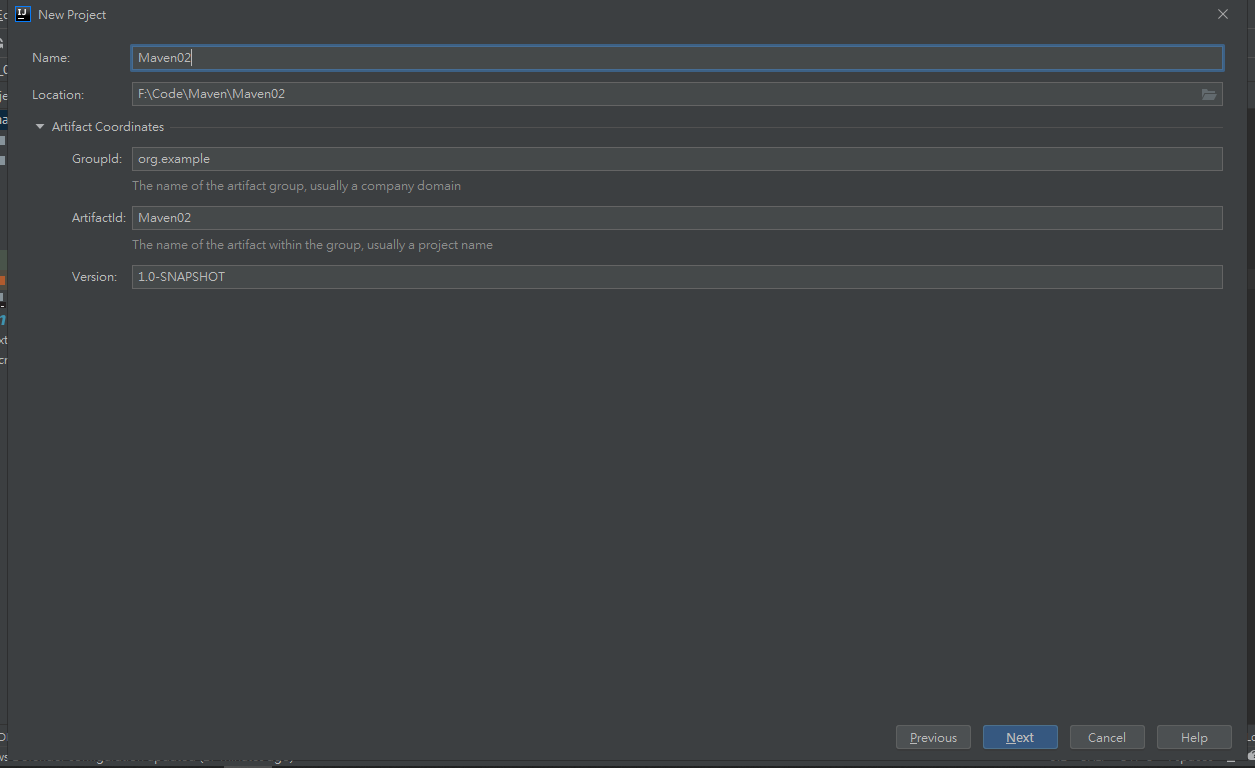 New Project
Name: Maven02
Location: F:\Code\Maven\Maven02
Artifact Coordinates
GroupId: org.example
The name of the artifact group, usually a company domain
ArtifactId: Maven02
The name of the artifact within the group, usually a project name
Version: 1.0-SNAPSHOT
Previous Next Cancel Help